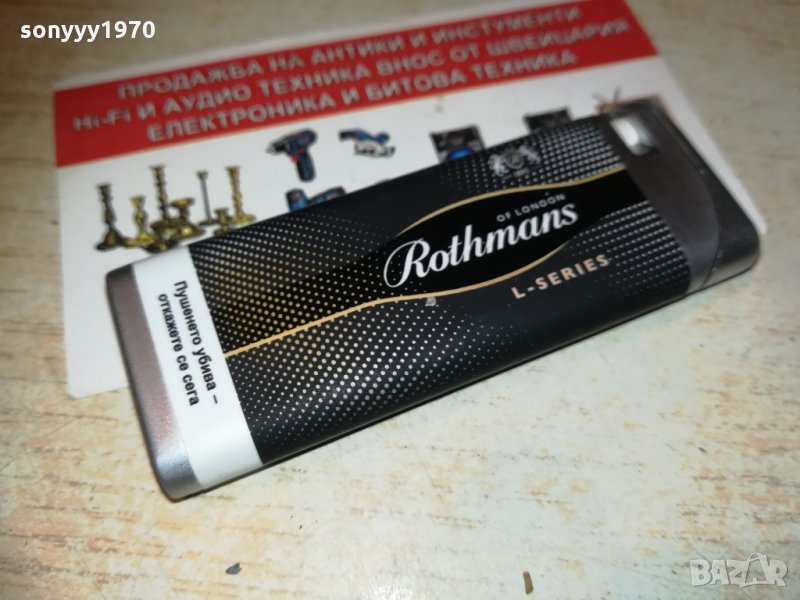 sonyyy1970
ПРОДАЖБА НА АНТИКИ И ИНСТУМЕНТИ
Hi-Fi И АУДИО ТЕХНИКА ВНОС ОТ ШВЕЙЦАРИЯ
ЕЛЕКТРОНИКА И БИТОВА ТЕХНИКА
OF LONDON
Rothmans
L-SERIES
Пушенето убива –
откажете се сега
BAZAR